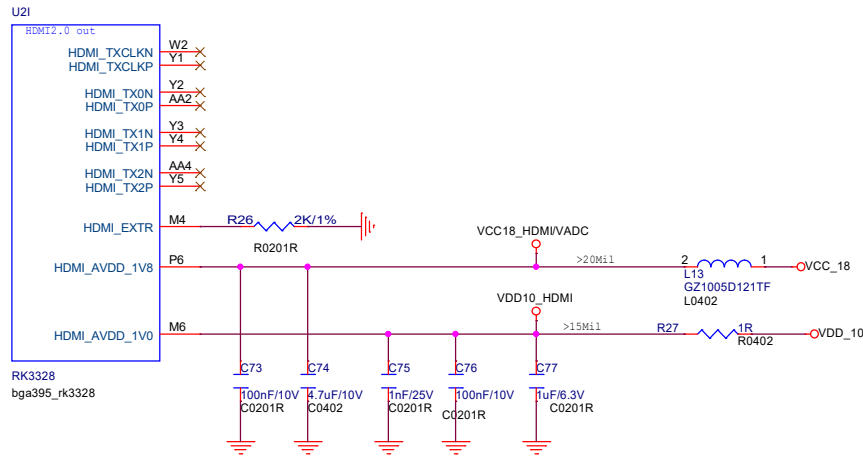 U2I
HDMI2.0 out
HDMI_TXCLKN W2
HDMI_TXCLKP Y1
HDMI_TX0N Y2
HDMI_TX0P AA2
HDMI_TX1N Y3
HDMI_TX1P Y4
HDMI_TX2N AA4
HDMI_TX2P Y5
HDMI_EXTR M4 R26 2K/1%
R0201R
VCC18_HDMI/VADC
HDMI_AVDD_1V8 P6 >20Mil 2 1 VCC_18
L13
GZ1005D121TF
L0402
VDD10_HDMI
HDMI_AVDD_1V0 M6 >15Mil R27 1R VDD_10
R0402
C73 C74 C75 C76 C77
100nF/10V 4.7uF/10V 1nF/25V 100nF/10V 1uF/6.3V
C0201R C0402 C0201R C0201R C0201R
RK3328
bga395_rk3328